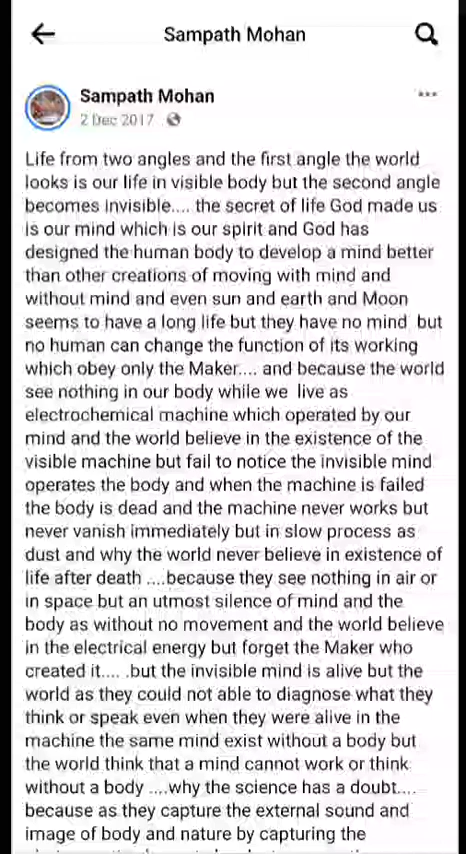 Sampath Mohan
Sampath Mohan
2 Dec 2017
Life from two angles and the first angle the world
looks is our life in visible body but the second angle
becomes invisible.... the secret of life God made us
is our mind which is our spirit and God has
designed the human body to develop a mind better
than other creations of moving with mind and
without mind and even sun and earth and Moon
seems to have a long life but they have no mind but
no human can change the function of its working
which obey only the Maker.... and because the world
see nothing in our body while we live as
electrochemical machine which operated by our
mind and the world believe in the existence of the
visible machine but fail to notice the invisible mind
operates the body and when the machine is failed
the body is dead and the machine never works but
never vanish immediately but in slow process as
dust and why the world never believe in existence of
life after death ....because they see nothing in air or
in space but an utmost silence of mind and the
body as without no movement and the world believe
in the electrical energy but forget the Maker who
created it.... .but the invisible mind is alive but the
world as they could not able to diagnose what they
think or speak even when they were alive in the
machine the same mind exist without a body but
the world think that a mind cannot work or think
without a body ....why the science has a doubt....
because as they capture the external sound and
image of body and nature by capturing the